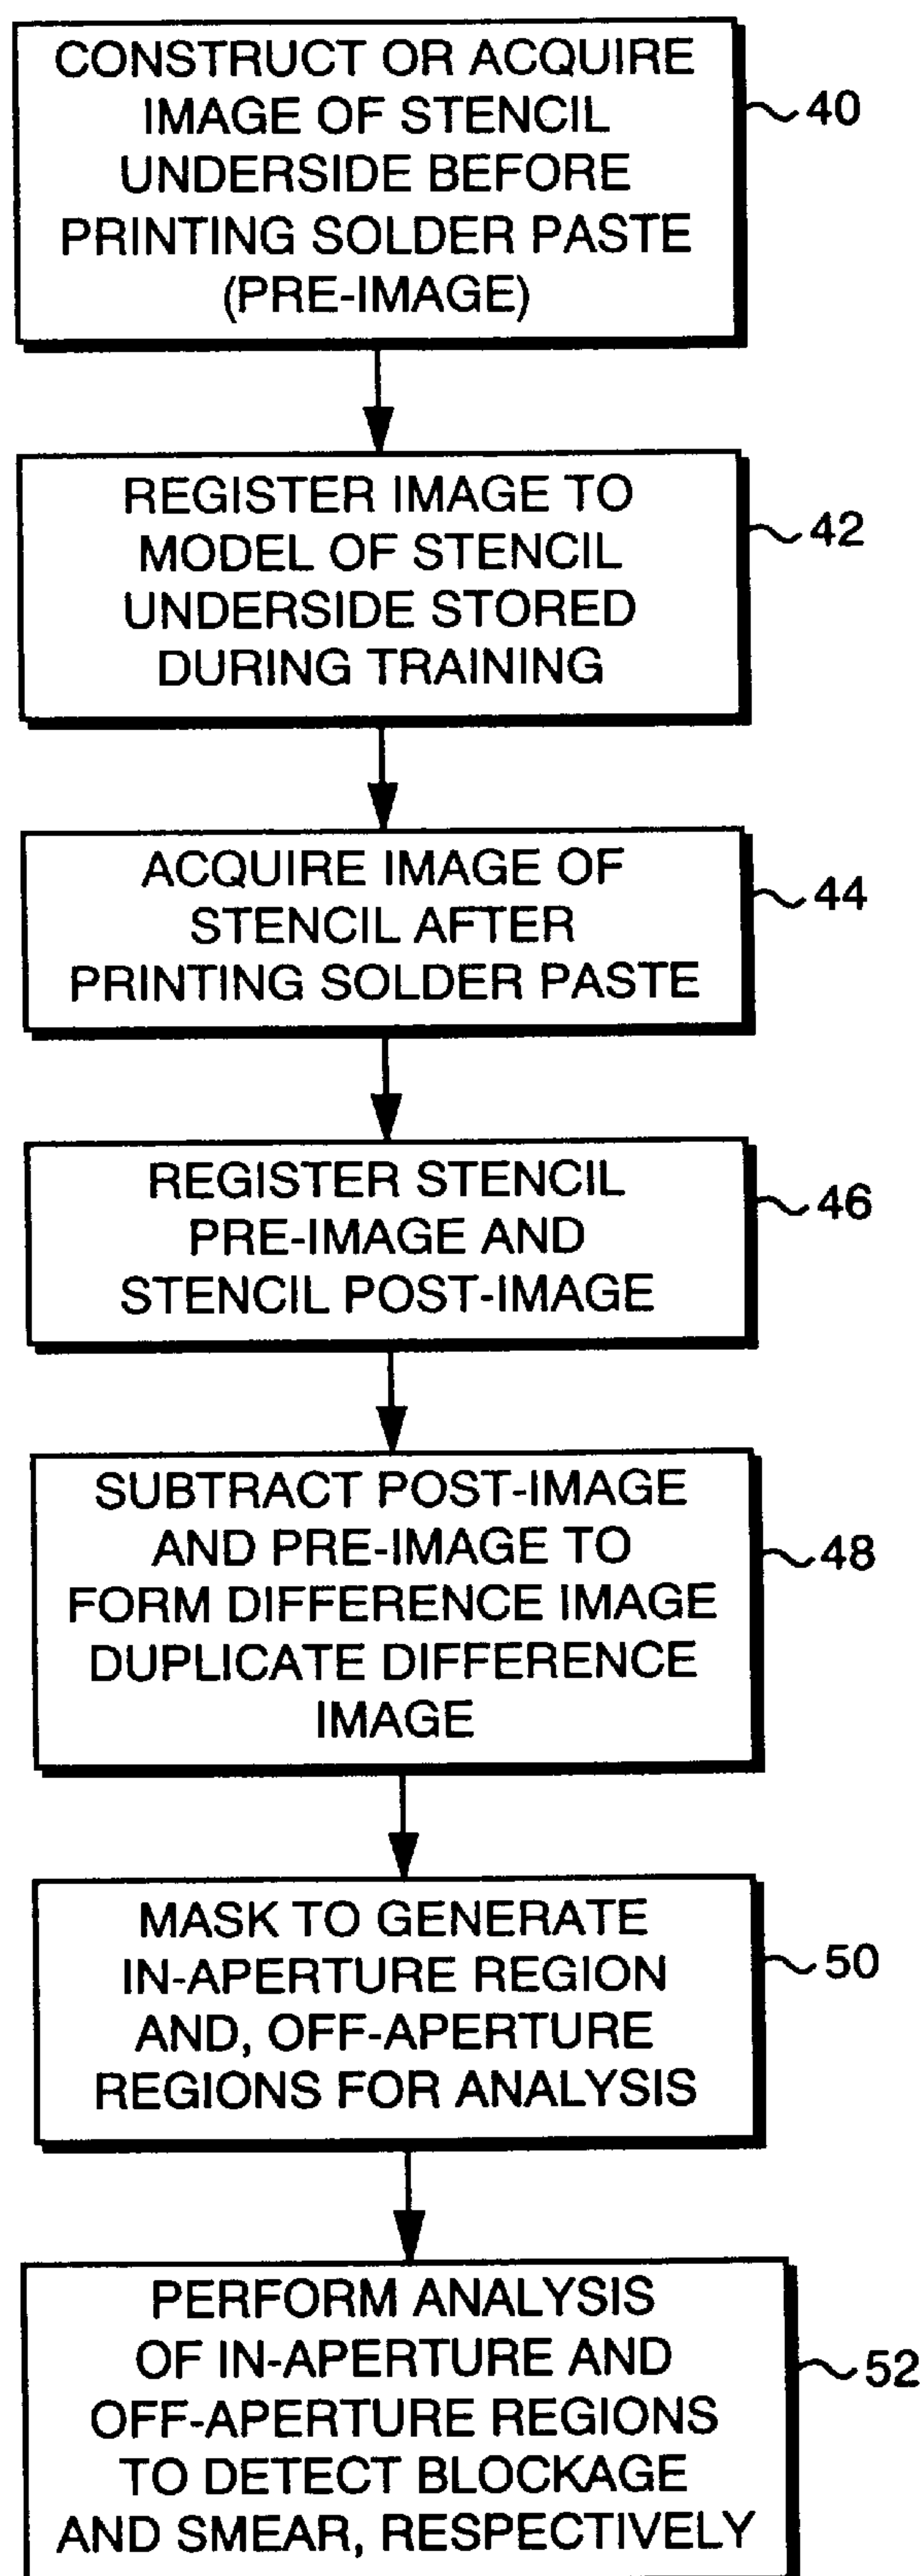 CONSTRUCT OR ACQUIRE
IMAGE OF STENCIL
UNDERSIDE BEFORE
PRINTING SOLDER PASTE
(PRE-IMAGE)
40
REGISTER IMAGE TO
MODEL OF STENCIL
UNDERSIDE STORED
DURING TRAINING
42
ACQUIRE IMAGE OF
STENCIL AFTER
PRINTING SOLDER PASTE
44
REGISTER STENCIL
PRE-IMAGE AND
STENCIL POST-IMAGE
46
SUBTRACT POST-IMAGE
AND PRE-IMAGE TO
FORM DIFFERENCE IMAGE
DUPLICATE DIFFERENCE
IMAGE
48
MASK TO GENERATE
IN-APERTURE REGION
AND, OFF-APERTURE
REGIONS FOR ANALYSIS
50
PERFORM ANALYSIS
OF IN-APERTURE AND
OFF-APERTURE REGIONS
TO DETECT BLOCKAGE
AND SMEAR, RESPECTIVELY
52